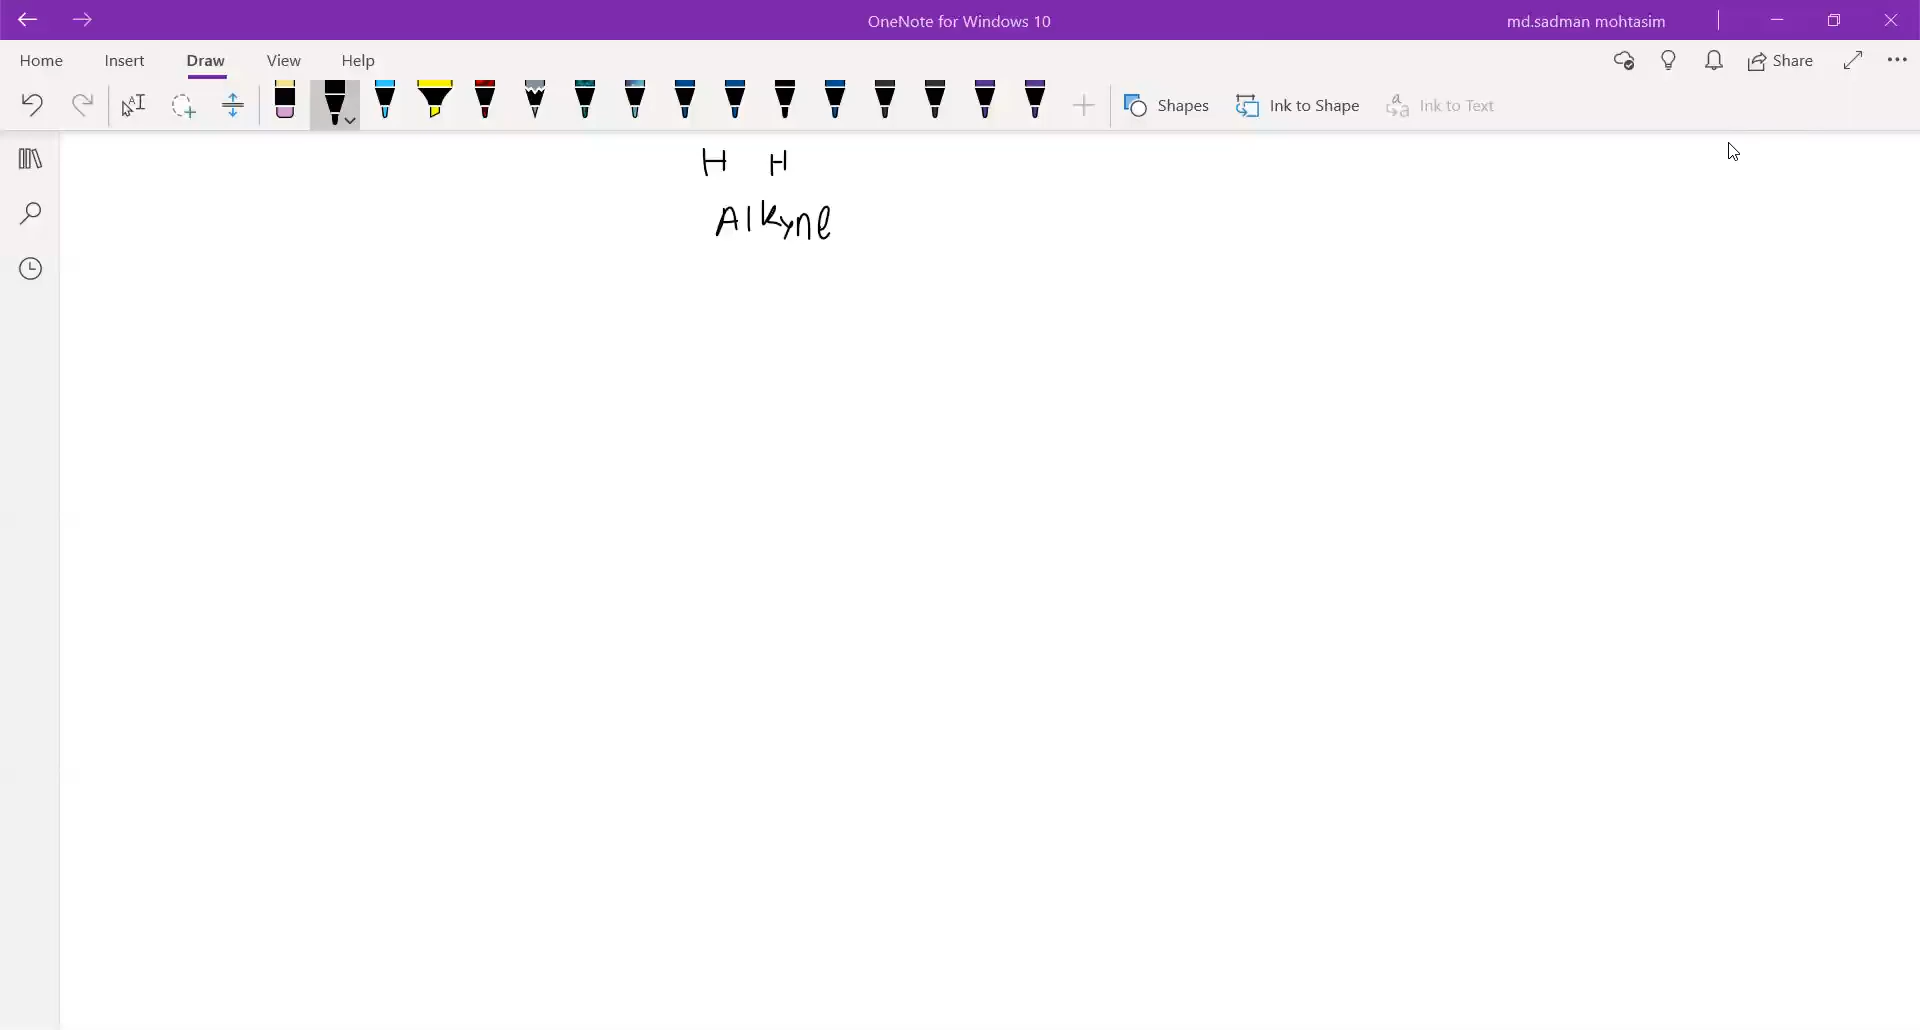 OneNote for Windows 10
md.sadman mohtasim
Home Insert Draw View Help
Share
Shapes Ink to Shape Ink to Text
H H
Alkyne